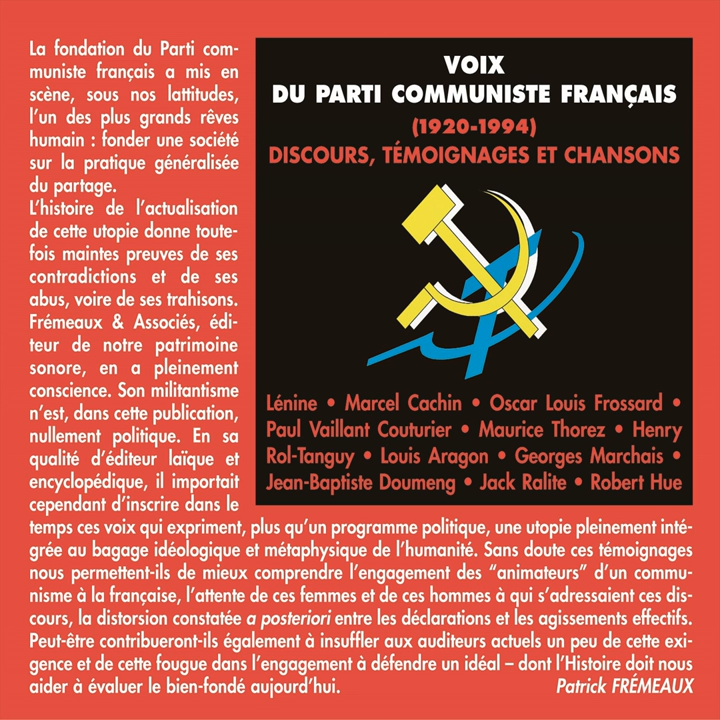 La fondation du Parti com-
muniste français a mis en
scène, sous nos lattitudes,
l'un des plus grands rêves
humain : fonder une société
sur la pratique généralisée
du partage.
L'histoire de l'actualisation
de cette utopie donne toute-
fois maintes preuves de ses
contradictions et de ses
abus, voire de ses trahisons.
Frémeaux & Associés, édi-
teur de notre patrimoine
sonore, en a pleinement
conscience. Son militantisme
n'est, dans cette publication,
nullement politique. En sa
qualité d'éditeur laïque et
encyclopédique, il importait
cependant d'inscrire dans le
temps ces voix qui expriment, plus qu'un programme politique, une utopie pleinement inté-
grée au bagage idéologique et métaphysique de l'humanité. Sans doute ces témoignages
nous permettent-ils de mieux comprendre l'engagement des "animateurs" d'un commu-
nisme à la française, l'attente de ces femmes et de ces hommes à qui s'adressaient ces dis-
cours, la distorsion constatée a posteriori entre les déclarations et les agissements effectifs.
Peut-être contribueront-ils également à insuffler aux auditeurs actuels un peu de cette exi-
gence et de cette fougue dans l'engagement à défendre un idéal – dont l'Histoire doit nous
aider à évaluer le bien-fondé aujourd'hui.
Patrick FRÉMEAUX
VOIX
DU PARTI COMMUNISTE FRANÇAIS
(1920-1994)
DISCOURS, TÉMOIGNAGES ET CHANSONS
Lénine • Marcel Cachin • Oscar Louis Frossard •
Paul Vaillant Couturier • Maurice Thorez • Henry
Rol-Tanguy • Louis Aragon • Georges Marchais •
Jean-Baptiste Doumeng • Jack Ralite • Robert Hue